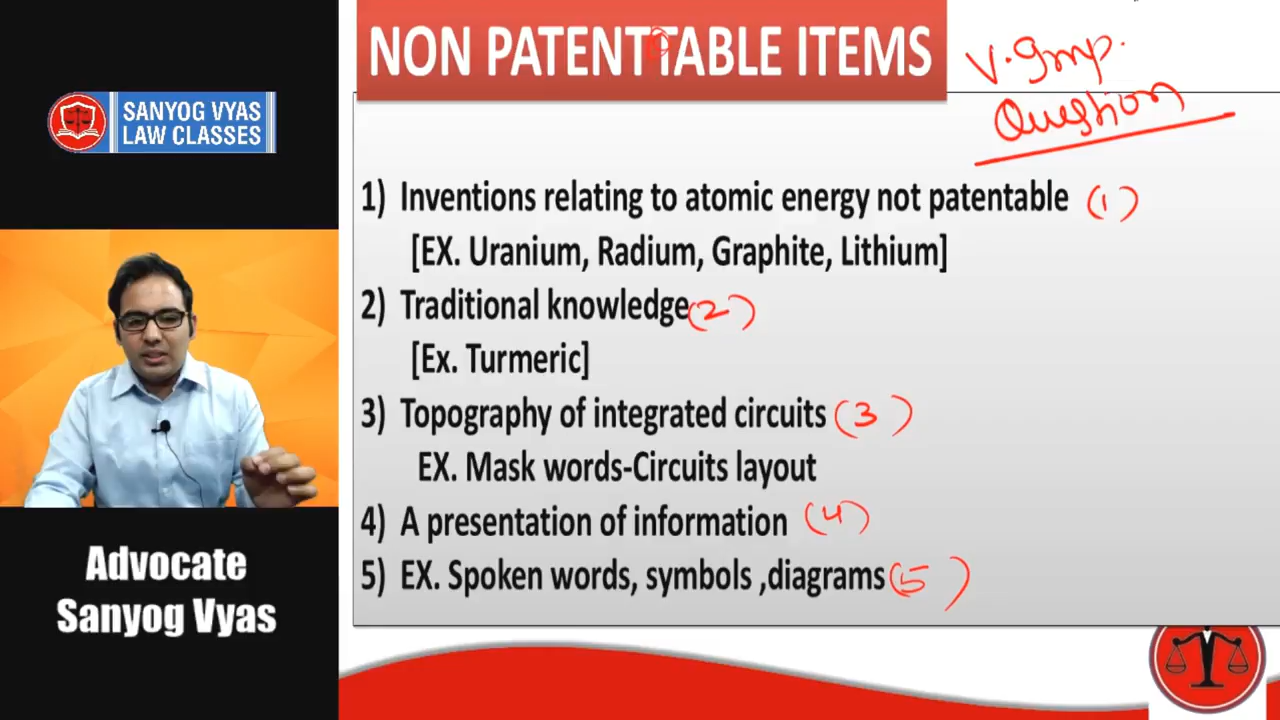 NON PATENTTABLE ITEMS
V. Imp.
Question
SANYOG VYAS
LAW CLASSES
1) Inventions relating to atomic energy not patentable (1)
[EX. Uranium, Radium, Graphite, Lithium]
2) Traditional knowledge (2)
[Ex. Turmeric]
3) Topography of integrated circuits (3)
EX. Mask words-Circuits layout
4) A presentation of information (4)
5) EX. Spoken words, symbols ,diagrams (5)
Advocate
Sanyog Vyas